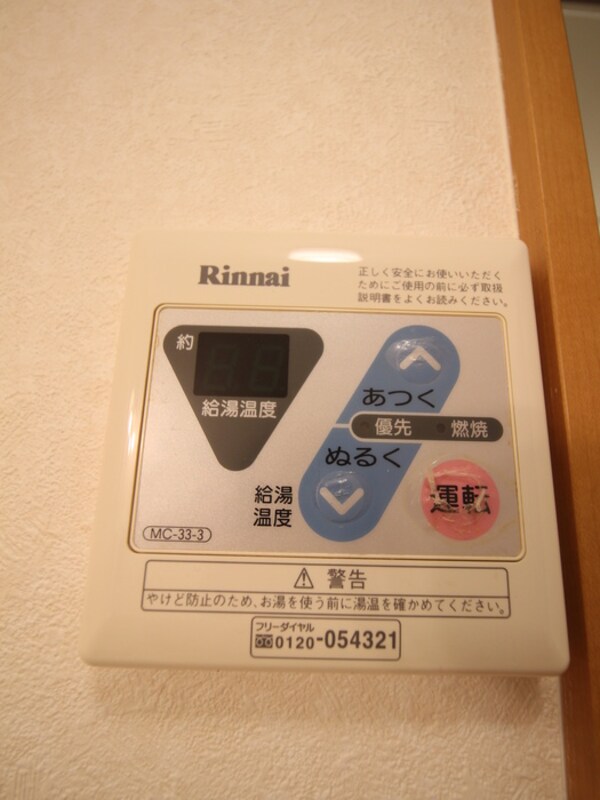 Rinnai
正しく安全にお使いいただく
ためにご使用の前に必ず取扱
説明書をよくお読みください。
約
給湯温度
あつく
優先 燃焼
ぬるく
給湯
温度
運転
MC-33-3
警告
やけど防止のため、お湯を使う前に湯温を確かめてください。
フリーダイヤル
0120-054321